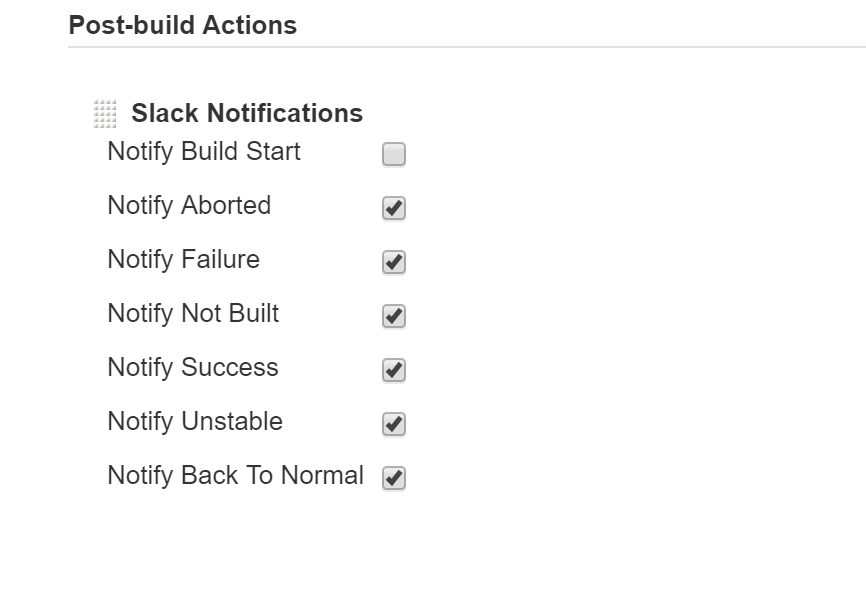 Post-build Actions
Slack Notifications
Notify Build Start
Notify Aborted
Notify Failure
Notify Not Built
Notify Success
Notify Unstable
Notify Back To Normal